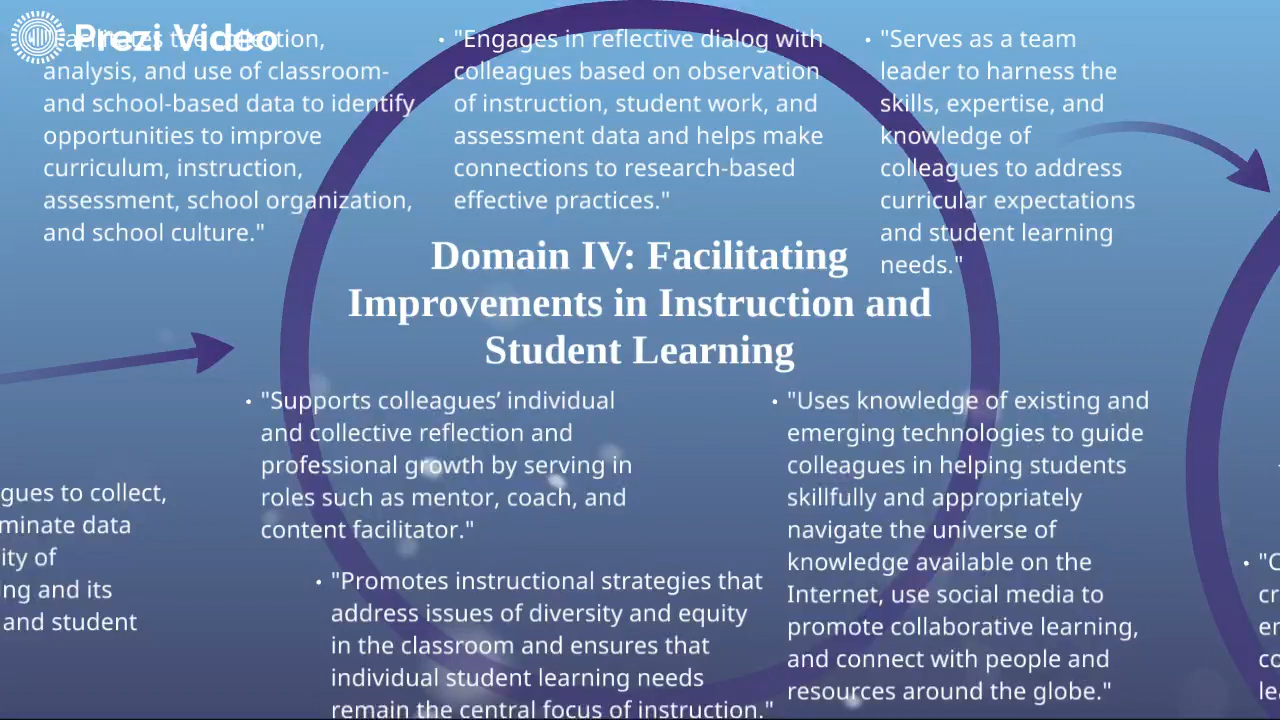 Prezi Video
"Facilitates the collection,
analysis, and use of classroom-
and school-based data to identify
opportunities to improve
curriculum, instruction,
assessment, school organization,
and school culture."
• "Engages in reflective dialog with
colleagues based on observation
of instruction, student work, and
assessment data and helps make
connections to research-based
effective practices."
• "Serves as a team
leader to harness the
skills, expertise, and
knowledge of
colleagues to address
curricular expectations
and student learning
needs."
Domain IV: Facilitating
Improvements in Instruction and
Student Learning
• "Supports colleagues’ individual
and collective reflection and
professional growth by serving in
roles such as mentor, coach, and
content facilitator."
• "Uses knowledge of existing and
emerging technologies to guide
colleagues in helping students
skillfully and appropriately
navigate the universe of
knowledge available on the
Internet, use social media to
promote collaborative learning,
and connect with people and
resources around the globe."
gues to collect,
minate data
ity of
ng and its
and student
• "Promotes instructional strategies that
address issues of diversity and equity
in the classroom and ensures that
individual student learning needs
remain the central focus of instruction."
• "C
cr
er
co
lea